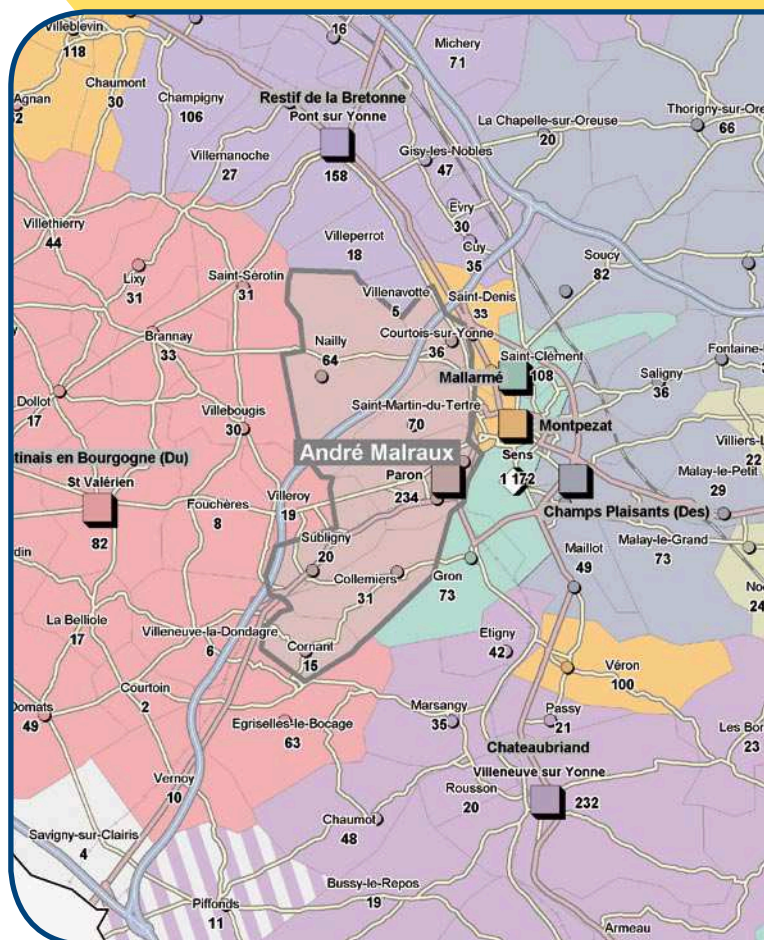 Villeblevin
118
16
Michery
71
Chaumont
30
Agnan
Champigny
106
Restif de la Bretonne
Pont sur Yonne
158
La Chapelle-sur-Oreuse
20
Thorigny-sur-Ore
66
Villemanoche
27
Gisy-les-Nobles
47
Evry
30
Villethierry
44
Villeperrot
18
Cuy
35
Soucy
82
Lixy
31
Saint-Sérotin
31
Villenavotte
5
Saint-Denis
33
Brannay
33
Nailly
64
Courtois-sur-Yonne
36
Saint-Clément
108
Fontaine-
Mallarmé
Saligny
36
Dollot
17
Villebougis
30
Saint-Martin-du-Tertre
70
Montpezat
Villiers-L
22
tinais en Bourgogne (Du)
St Valérien
82
André Malraux
Paron
234
Sens
1 172
Malay-le-Petit
29
Fouchères
8
Villeroy
19
Champs Plaisants (Des)
Subligny
20
Maillot
49
Malay-le-Grand
73
din
Collemiers
31
Gron
73
No
24
La Belliole
17
Villeneuve-la-Dondagre
6
Cornant
15
Etigny
42
Véron
100
Domats
49
Courtoin
2
Egriselles-le-Bocage
63
Marsangy
35
Passy
21
Les Bor
23
Chateaubriand
Villeneuve sur Yonne
232
Vernoy
10
Rousson
20
Savigny-sur-Clairis
4
Chaumot
48
Piffonds
11
Bussy-le-Repos
19
Armeau